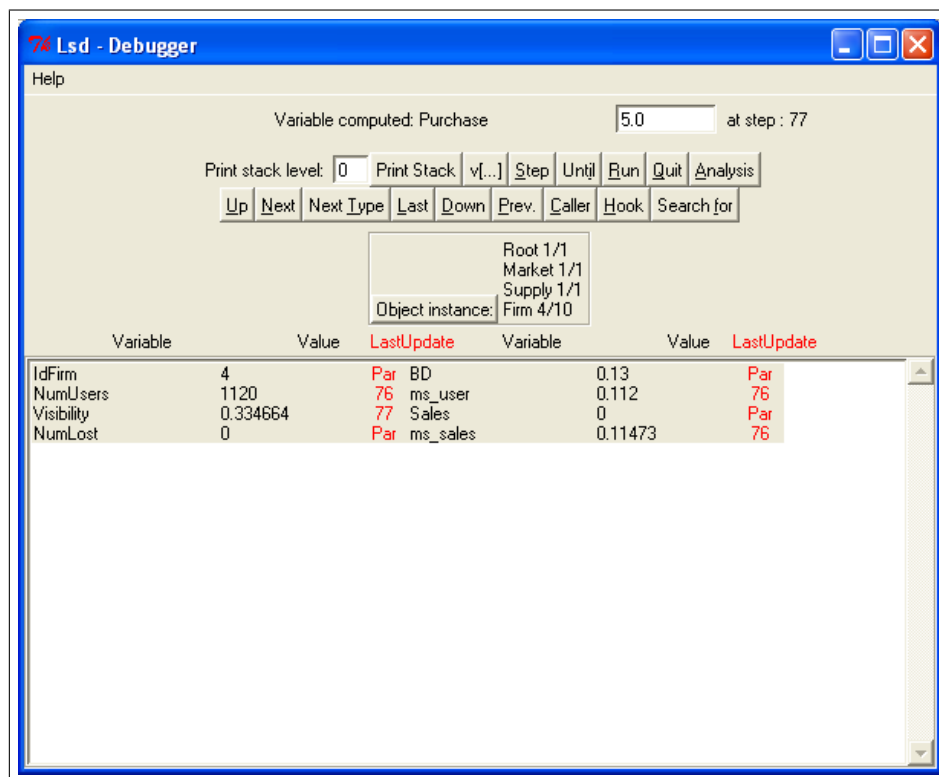 Lsd - Debugger
Help
Variable computed: Purchase 5.0 at step : 77
Print stack level: 0 Print Stack v[...] Step Until Run Quit Analysis
Up Next Next Type Last Down Prev. Caller Hook Search for
Root 1/1
Market 1/1
Supply 1/1
Object instance: Firm 4/10
Variable Value LastUpdate Variable Value LastUpdate
IdFirm 4 Par BD 0.13 Par
NumUsers 1120 76 ms_user 0.112 76
Visibility 0.334664 77 Sales 0 Par
NumLost 0 Par ms_sales 0.11473 76